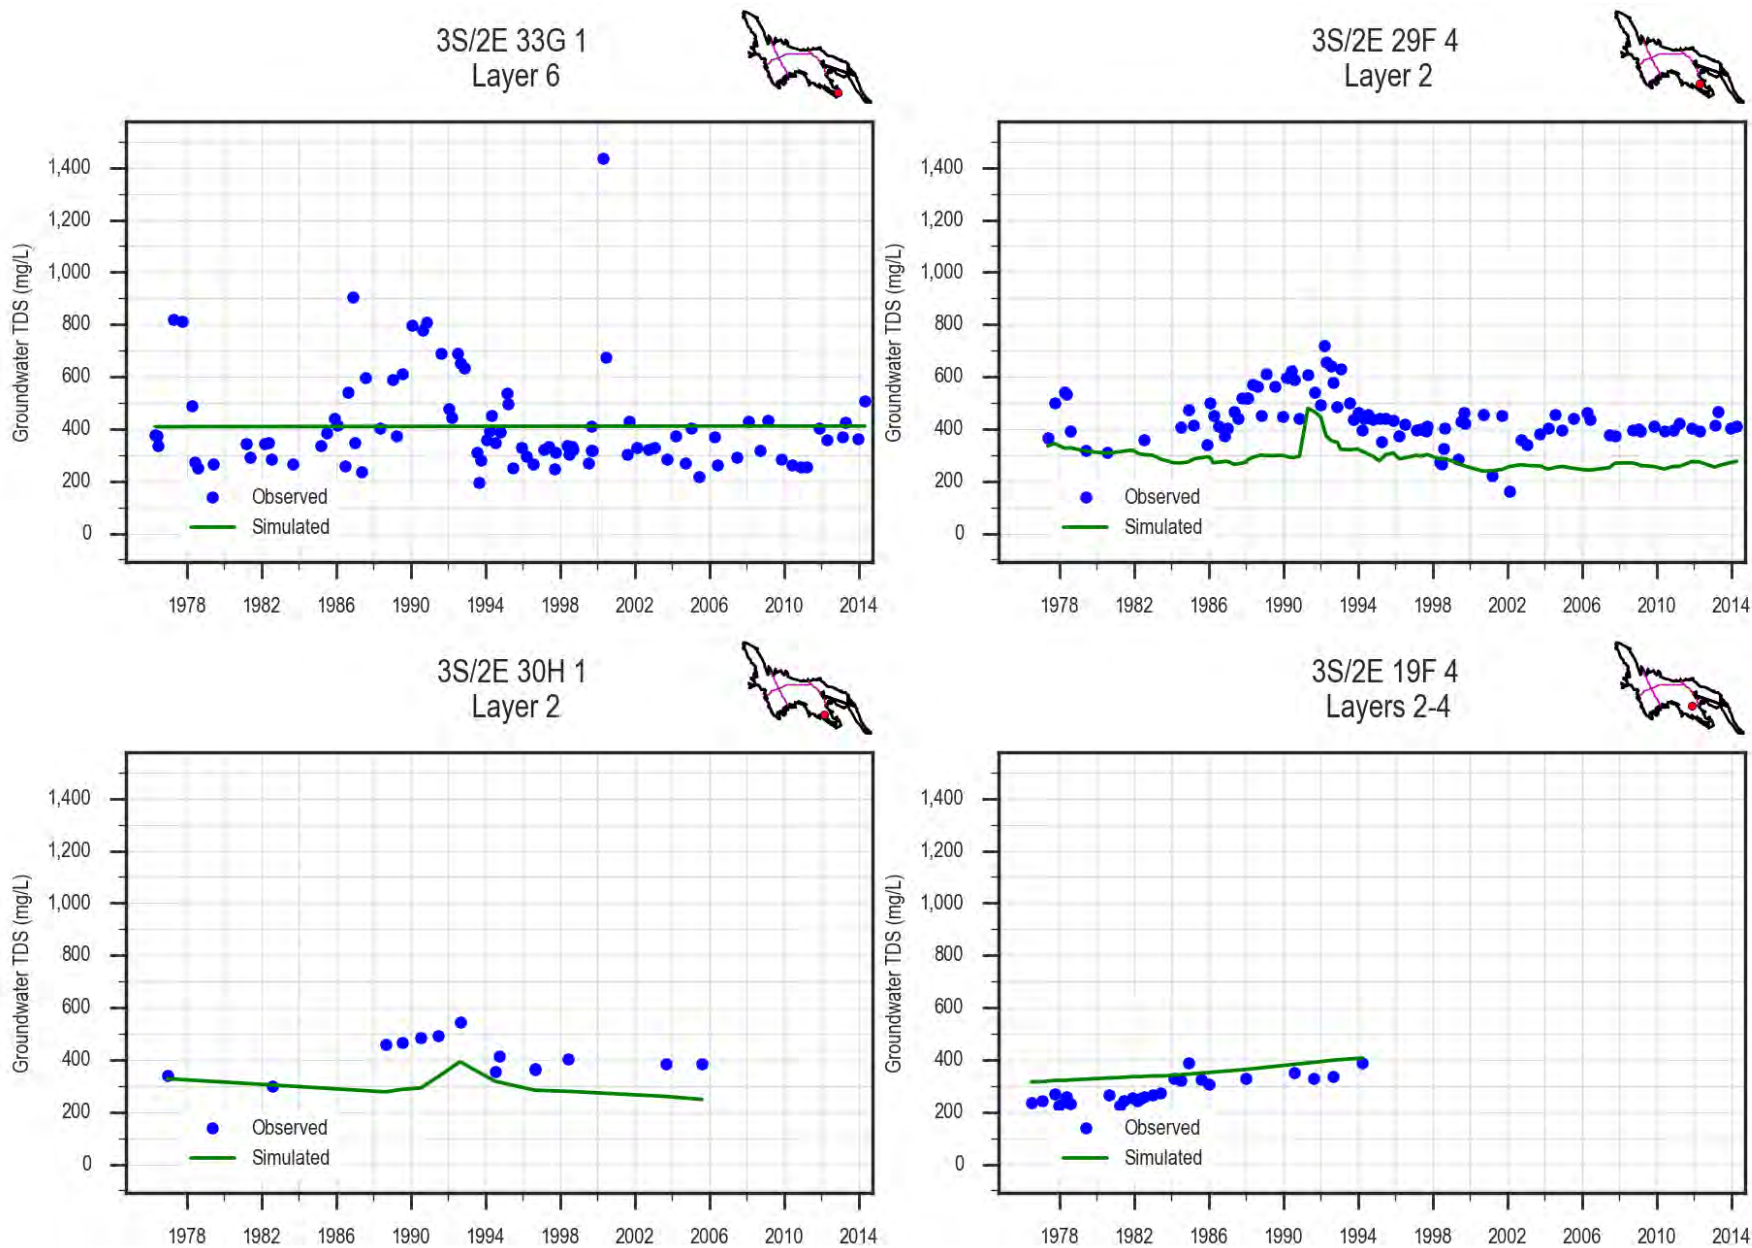 3S/2E 33G 1
Layer 6
Groundwater TDS (mg/L)
1,400
1,200
1,000
800
600
400
200
0
Observed
Simulated
1978 1982 1986 1990 1994 1998 2002 2006 2010 2014
3S/2E 29F 4
Layer 2
Groundwater TDS (mg/L)
1,400
1,200
1,000
800
600
400
200
0
Observed
Simulated
1978 1982 1986 1990 1994 1998 2002 2006 2010 2014
3S/2E 30H 1
Layer 2
Groundwater TDS (mg/L)
1,400
1,200
1,000
800
600
400
200
0
Observed
Simulated
1978 1982 1986 1990 1994 1998 2002 2006 2010 2014
3S/2E 19F 4
Layers 2-4
Groundwater TDS (mg/L)
1,400
1,200
1,000
800
600
400
200
0
Observed
Simulated
1978 1982 1986 1990 1994 1998 2002 2006 2010 2014